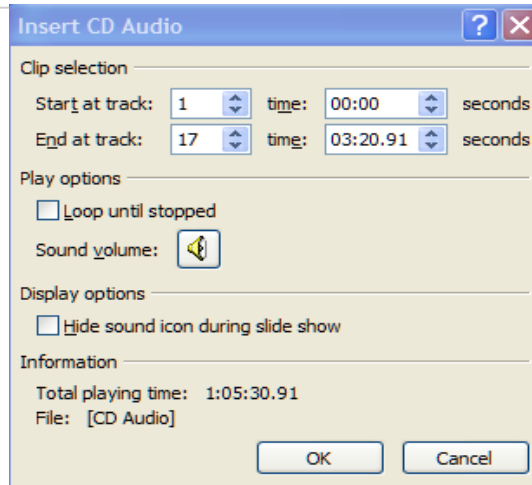 Insert CD Audio
Clip selection
Start at track: 1 time: 00:00 seconds
End at track: 17 time: 03:20.91 seconds
Play options
Loop until stopped
Sound volume:
Display options
Hide sound icon during slide show
Information
Total playing time: 1:05:30.91
File: [CD Audio]
OK Cancel